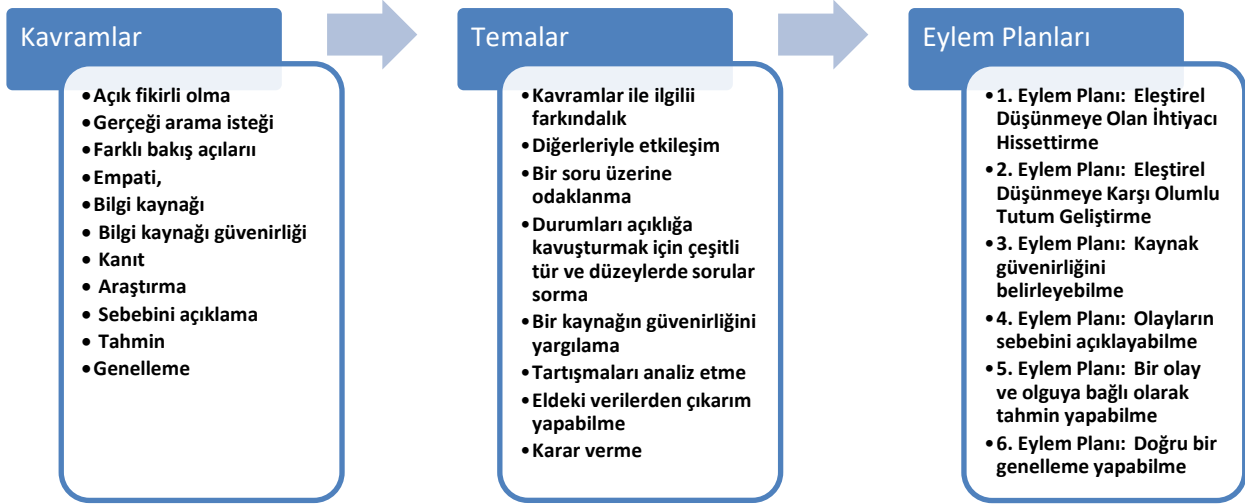 Kavramlar
• Açık fikirli olma
• Gerçeği arama isteği
• Farklı bakış açılarıı
• Empati,
• Bilgi kaynağı
• Bilgi kaynağı güvenirliği
• Kanıt
• Araştırma
• Sebebini açıklama
• Tahmin
• Genelleme
Temalar
• Kavramlar ile ilgilii
farkındalık
• Diğerleriyle etkileşim
• Bir soru üzerine
odaklanma
• Durumları açıklığa
kavuşturmak için çeşitli
tür ve düzeylerde sorular
sorma
• Bir kaynağın güvenirliğini
yargılama
• Tartışmaları analiz etme
• Eldeki verilerden çıkarım
yapabilme
• Karar verme
Eylem Planları
• 1. Eylem Planı: Eleştirel
Düşünmeye Olan İhtiyacı
Hissettirme
• 2. Eylem Planı: Eleştirel
Düşünmeye Karşı Olumlu
Tutum Geliştirme
• 3. Eylem Planı: Kaynak
güvenirliğini
belirleyebilme
• 4. Eylem Planı: Olayların
sebebini açıklayabilme
• 5. Eylem Planı: Bir olay
ve olguya bağlı olarak
tahmin yapabilme
• 6. Eylem Planı: Doğru bir
genelleme yapabilme